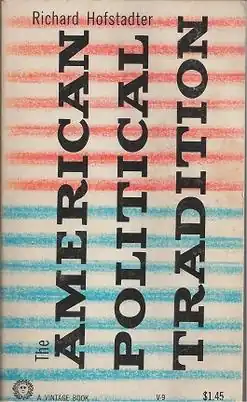 Richard Hofstadter
The
AMERICAN
POLITICAL
TRADITION
A VINTAGE BOOK
V-9
$1.45